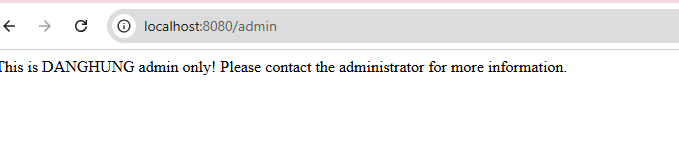 localhost:8080/admin
This is DANGHUNG admin only! Please contact the administrator for more information.